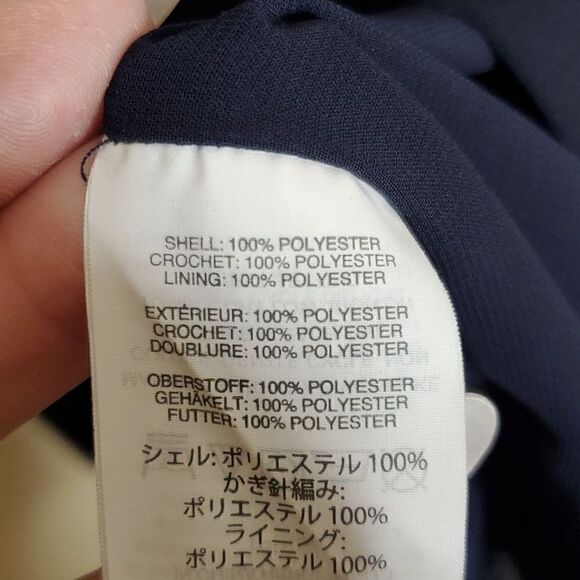 SHELL: 100% POLYESTER
CROCHET: 100% POLYESTER
LINING: 100% POLYESTER
EXTÉRIEUR: 100% POLYESTER
CROCHET: 100% POLYESTER
DOUBLURE: 100% POLYESTER
OBERSTOFF: 100% POLYESTER
GEHÄKELT: 100% POLYESTER
FUTTER: 100% POLYESTER
シェル: ポリエステル 100%
かぎ針編み:
ポリエステル 100%
ライニング:
ポリエステル 100%